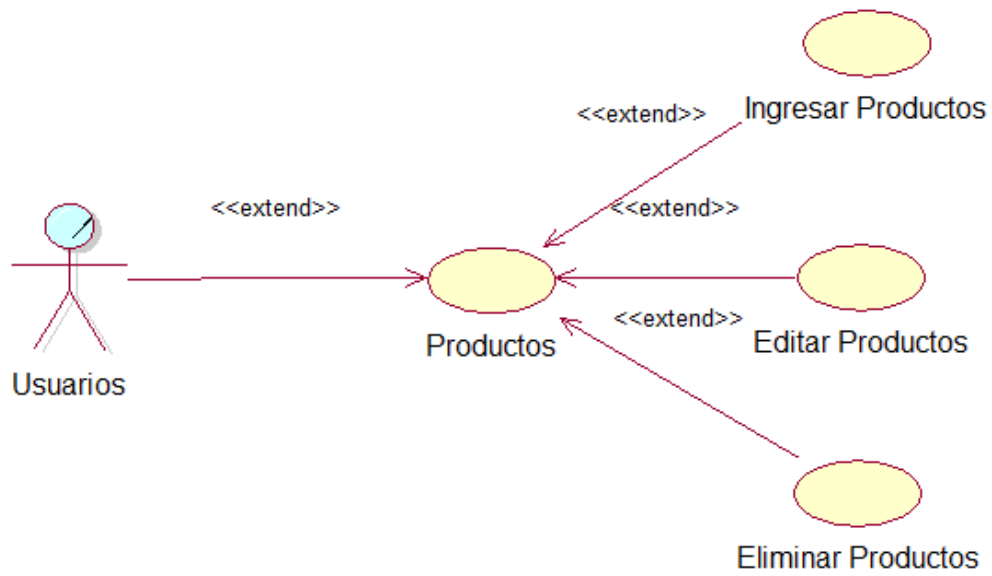 Ingresar Productos
<<extend>>
<<extend>>
<<extend>>
<<extend>>
Productos
Editar Productos
Usuarios
Eliminar Productos